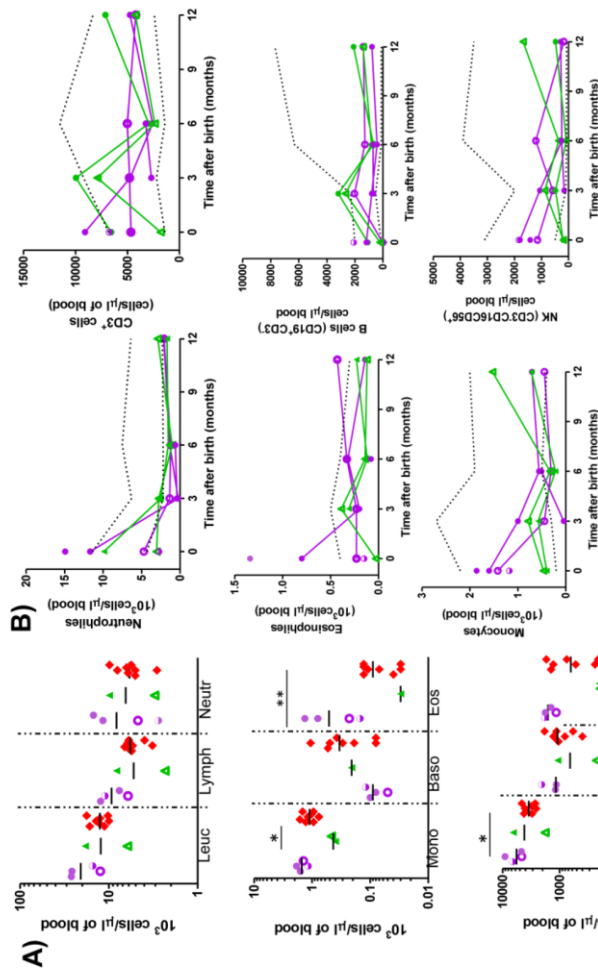 A)
100
10
1
10³ cells/µl of blood
Leuc
Lymph
Neutr
10
1
0.1
0.01
10³ cells/µl of blood
*
**
Mono
Baso
Eos
10000
10000
/µl of blood
*
B)
20
15
10
5
0
Neutrophiles
(10³cells/µl blood)
0
3
6
9
12
Time after birth (months)
15000
10000
5000
0
CD3⁺ cells
(cells/µl of blood)
0
3
6
9
12
Time after birth (months)
1.5
1.0
0.5
0.0
Eosinophiles
(10³cells/µl blood)
0
3
6
9
12
Time after birth (months)
10000
8000
6000
4000
2000
0
B cells (CD19⁺CD3⁻)
cells/µl blood
0
3
6
9
12
Time after birth (months)
3
2
1
0
Monocytes
(10³cells/µl blood)
0
3
6
9
12
Time after birth (months)
5000
4000
3000
2000
1000
0
NK (CD3⁻CD16CD56⁺)
cells/µl blood
0
3
6
9
12
Time after birth (months)